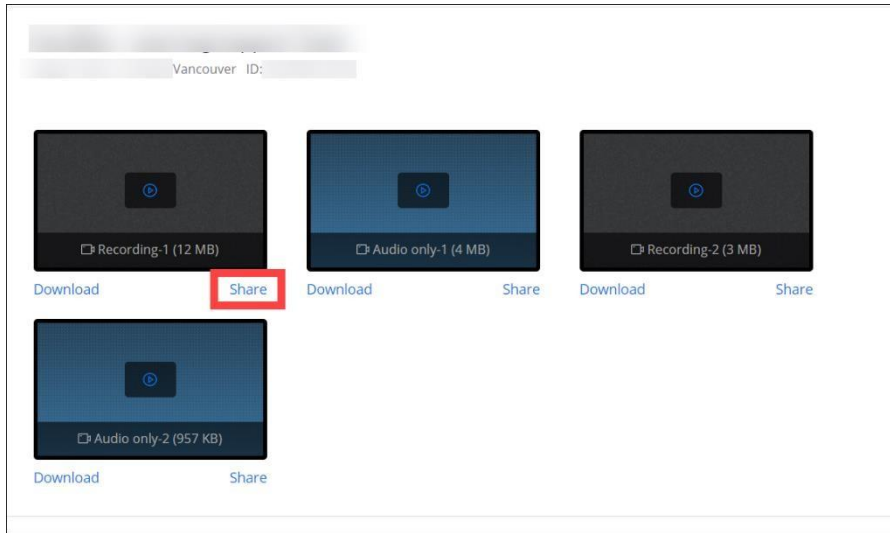 Vancouver ID:
Recording-1 (12 MB)
Audio only-1 (4 MB)
Recording-2 (3 MB)
Download Share
Download Share
Download Share
Audio only-2 (957 KB)
Download Share